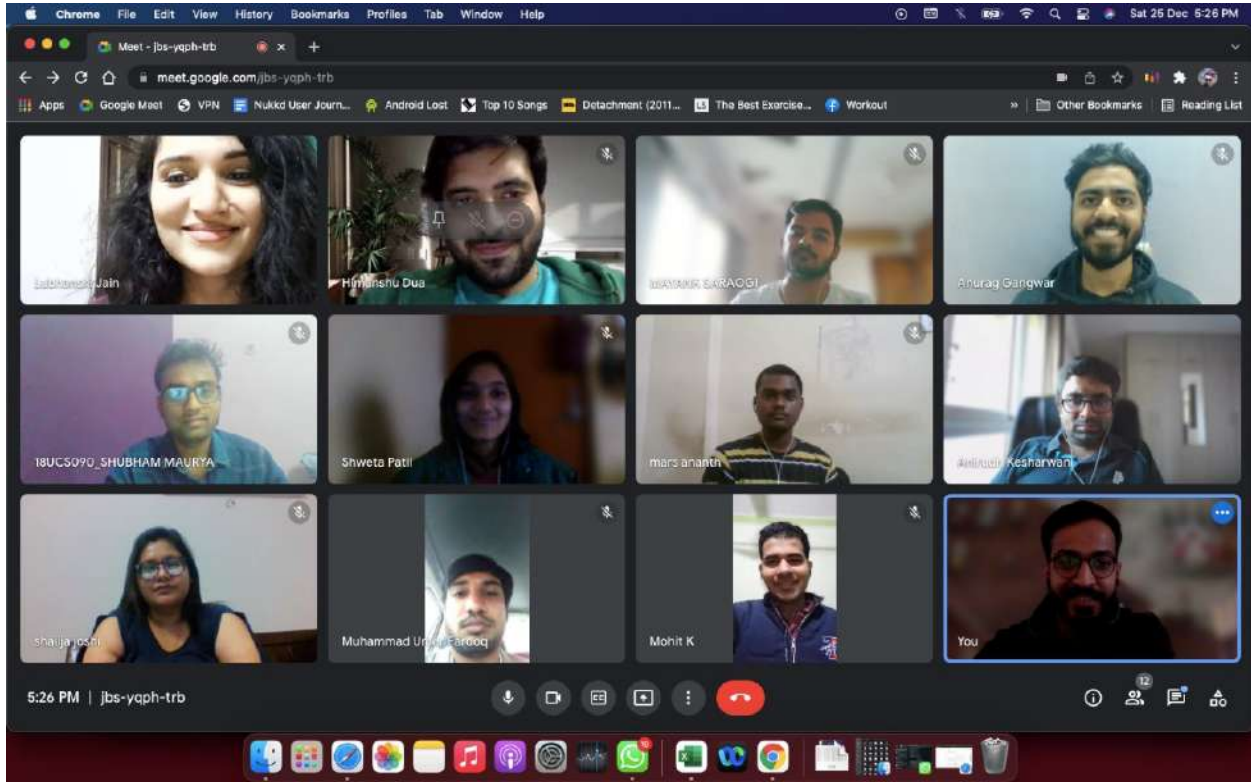 Chrome File Edit View History Bookmarks Profiles Tab Window Help Sat 25 Dec 5:26 PM
Meet - jbs-yqph-trb
meet.google.com/jbs-yqph-trb
Apps Google Meet VPN Nukkd User Journ... Android Lost Top 10 Songs Detachment (2011... The Best Exercise... Workout » Other Bookmarks Reading List
Jain Himanshu Dua MAYANK SARAOGI Anurag Gangwar
18UCS090_SHUBHAM MAURYA Shweta Patil mars ananth Anirudh Kesharwani
shailja joshi Muhammad Farooq Mohit K You
12
5:26 PM | jbs-yqph-trb